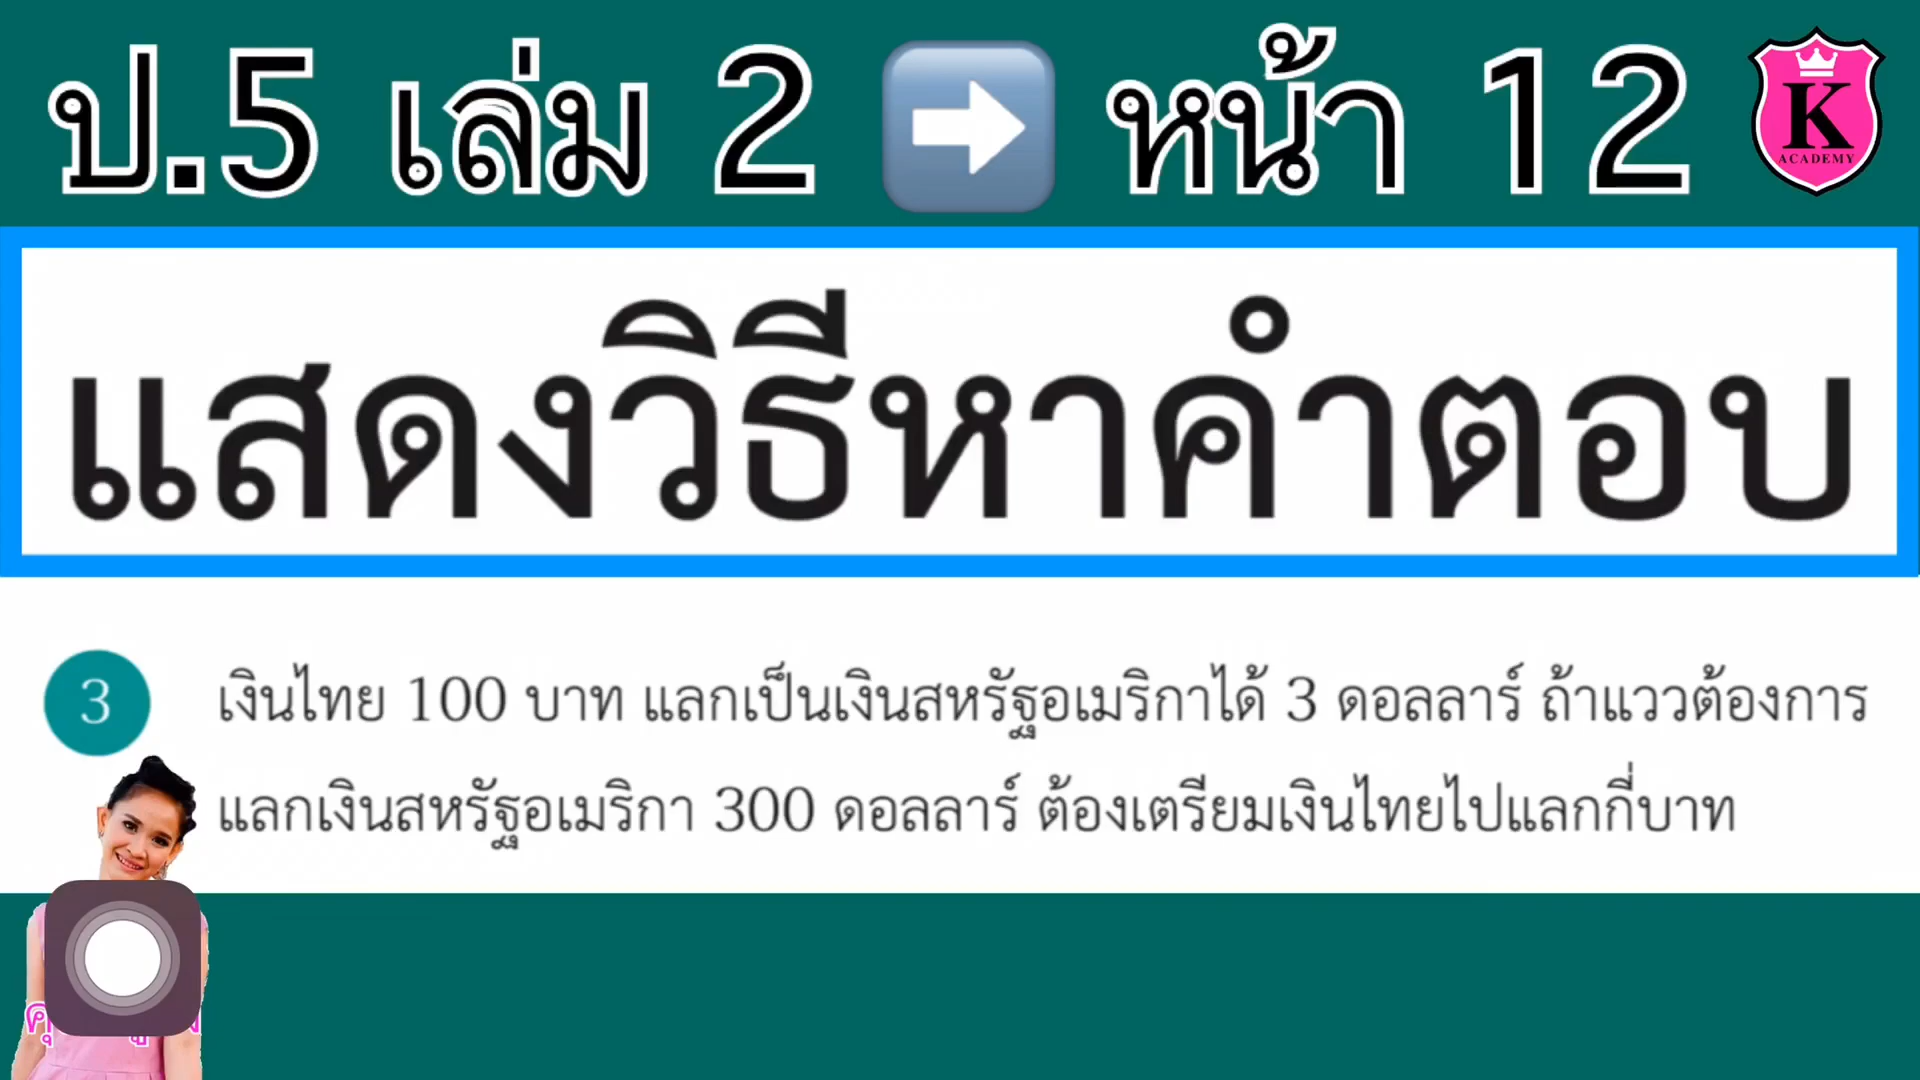 ป.5 เล่ม 2 ➡ หน้า 12
K
ACADEMY
แสดงวิธีหาคำตอบ
3
เงินไทย 100 บาท แลกเป็นเงินสหรัฐอเมริกาได้ 3 ดอลลาร์ ถ้าแววต้องการ
แลกเงินสหรัฐอเมริกา 300 ดอลลาร์ ต้องเตรียมเงินไทยไปแลกกี่บาท